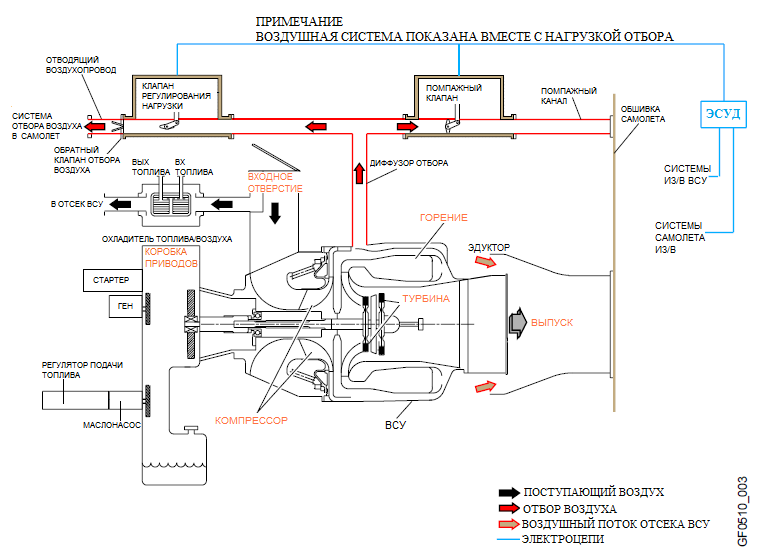 ПРИМЕЧАНИЕ
ВОЗДУШНАЯ СИСТЕМА ПОКАЗАНА ВМЕСТЕ С НАГРУЗКОЙ ОТБОРА
ОТВОДЯЩИЙ
ВОЗДУХОПРОВОД
КЛАПАН
РЕГУЛИРОВАНИЯ
НАГРУЗКИ
ПОМПАЖНЫЙ
КЛАПАН
ПОМПАЖНЫЙ
КАНАЛ
ОБШИВКА
САМОЛЕТА
ЭСУД
СИСТЕМА
ОТБОРА ВОЗДУХА
В САМОЛЕТ
ОБРАТНЫЙ
КЛАПАН ОТБОРА
ВОЗДУХА
ВЫХ
ТОПЛИВА
ВХ
ТОПЛИВА
ВХОДНОЕ
ОТВЕРСТИЕ
ДИФФУЗОР ОТБОРА
СИСТЕМЫ
ИЗ/В ВСУ
В ОТСЕК ВСУ
ОХЛАДИТЕЛЬ ТОПЛИВА/ВОЗДУХА
ГОРЕНИЕ
ЭДУКТОР
СИСТЕМЫ
САМОЛЕТА
ИЗ/В
КОРОБКА
ПРИВОДОВ
СТАРТЕР
ГЕН
ТУРБИНА
ВЫПУСК
РЕГУЛЯТОР ПОДАЧИ
ТОПЛИВА
МАСЛОНАСОС
КОМПРЕССОР
ВСУ
ПОСТУПАЮЩИЙ ВОЗДУХ
ОТБОР ВОЗДУХА
ВОЗДУШНЫЙ ПОТОК ОТСЕКА ВСУ
ЭЛЕКТРОЦЕПИ
GF0510_003